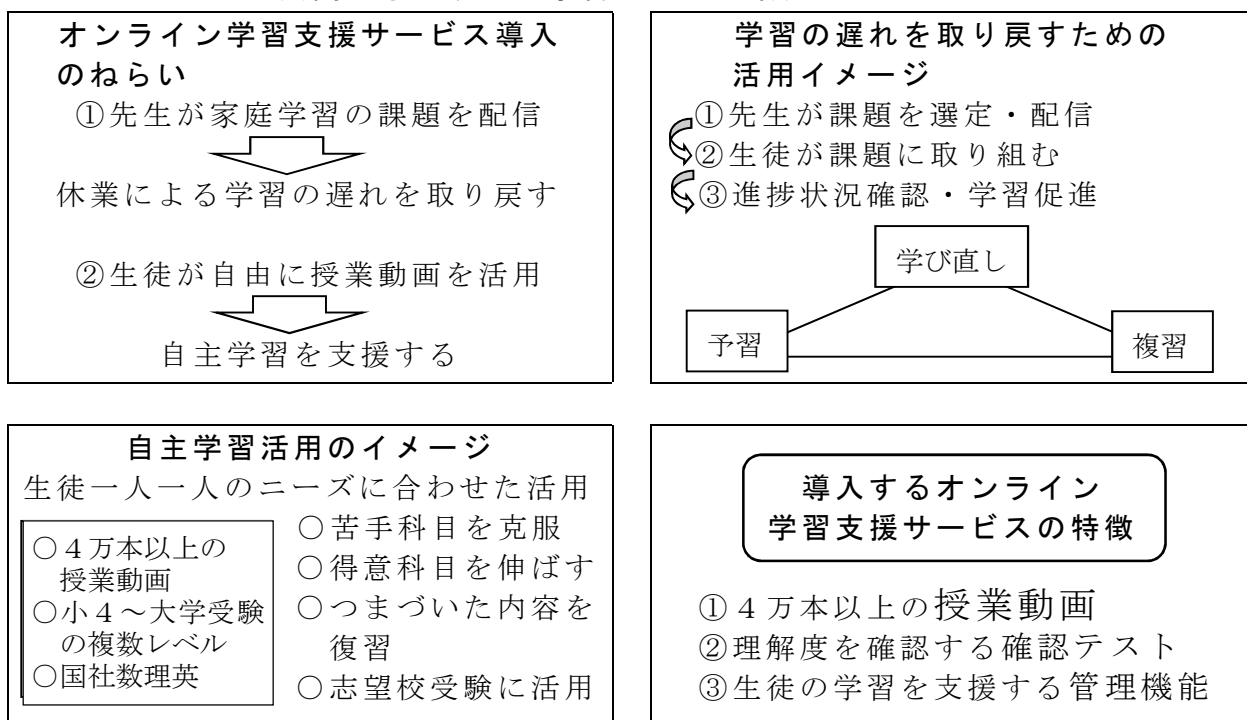 オンライン学習支援サービス導入
のねらい
①先生が家庭学習の課題を配信
休業による学習の遅れを取り戻す
②生徒が自由に授業動画を活用
自主学習を支援する
学習の遅れを取り戻すための
活用イメージ
①先生が課題を選定・配信
②生徒が課題に取り組む
③進捗状況確認・学習促進
学び直し
予習
複習
自主学習活用のイメージ
生徒一人一人のニーズに合わせた活用
○４万本以上の
授業動画
○小４～大学受験
の複数レベル
○国社数理英
○苦手科目を克服
○得意科目を伸ばす
○つまづいた内容を
復習
○志望校受験に活用
導入するオンライン
学習支援サービスの特徴
①４万本以上の授業動画
②理解度を確認する確認テスト
③生徒の学習を支援する管理機能